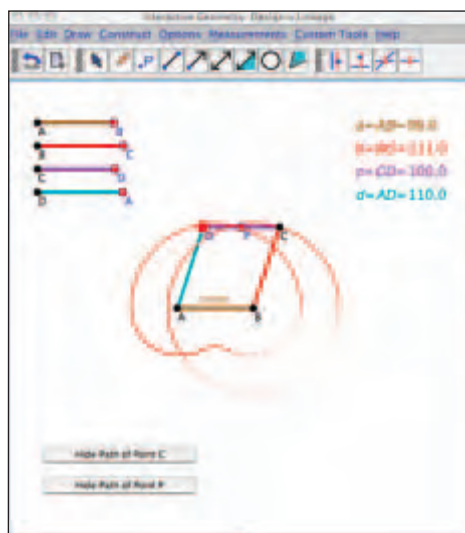 Interactive Geometry: Design a Linkage
File Edit Draw Construct Options Measurements Custom Tools Help
.P
A B
B C
C D
D A
a=AB=99.0
=111.0
=CD=100.0
d=AD=110.0
D P C
A B
Hide Path of Point C
Hide Path of Point P